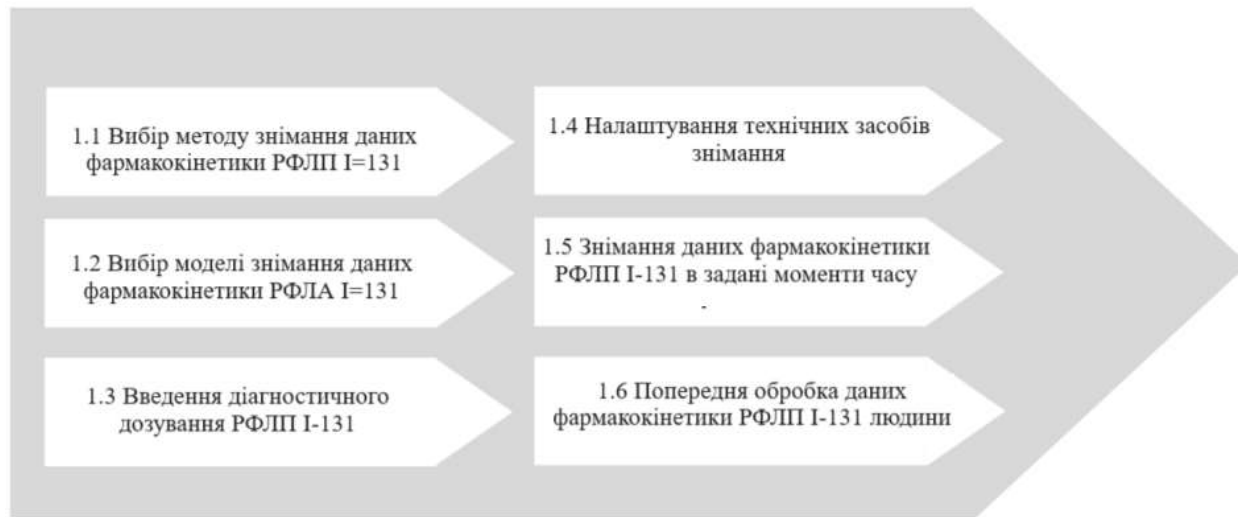 1.1 Вибір методу знімання даних
фармакокінетики РФЛП І=131
1.2 Вибір моделі знімання даних
фармакокінетики РФЛА І=131
1.3 Введення діагностичного
дозування РФЛП І-131
1.4 Налаштування технічних засобів
знімання
1.5 Знімання даних фармакокінетики
РФЛП І-131 в задані моменти часу
-
1.6 Попередня обробка даних
фармакокінетики РФЛП І-131 людини